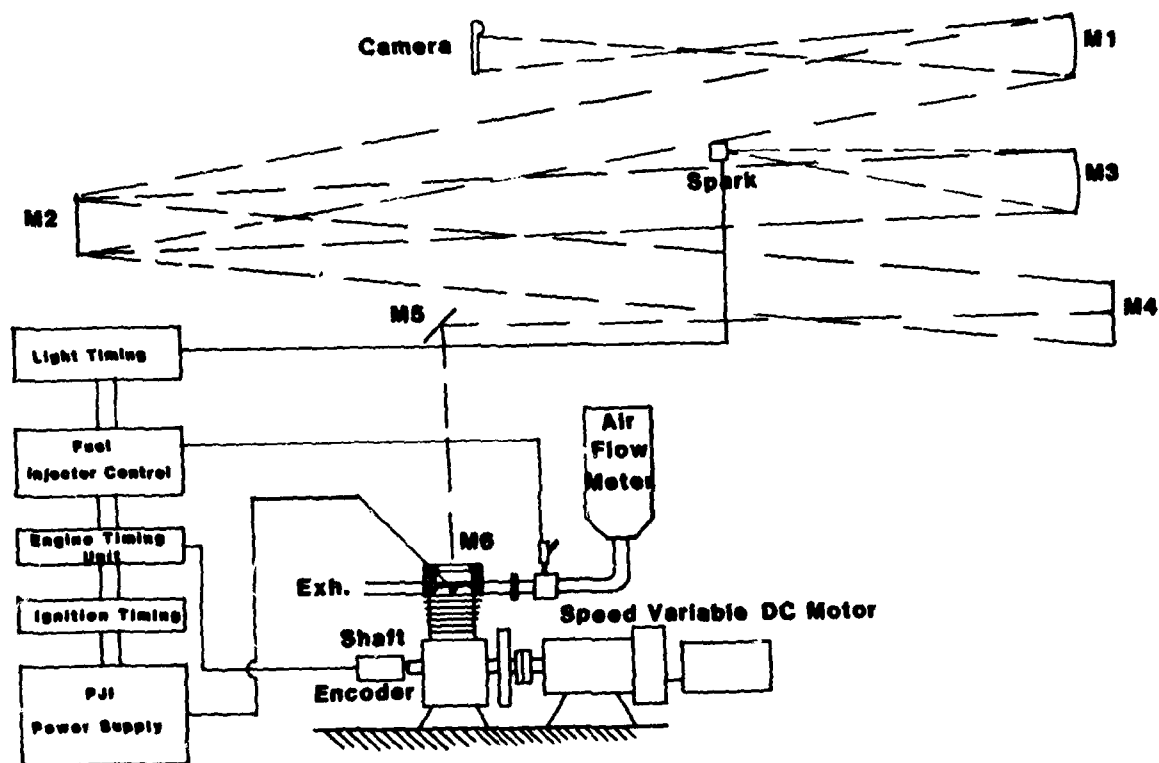 Camera
M1
Spark
M3
M2
M5
M4
Light Timing
Fuel
Injector Control
Air
Flow
Meter
Engine Timing
Unit
M6
Exh.
Ignition Timing
Speed Variable DC Motor
Shaft
Encoder
PJI
Power Supply